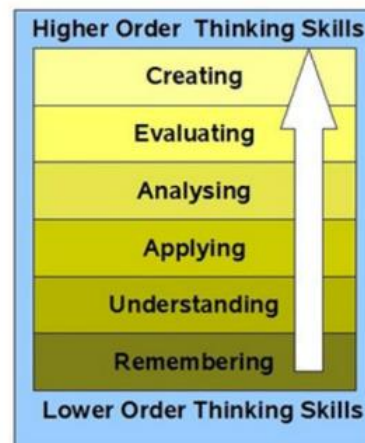 Higher Order Thinking Skills
Creating
Evaluating
Analysing
Applying
Understanding
Remembering
Lower Order Thinking Skills